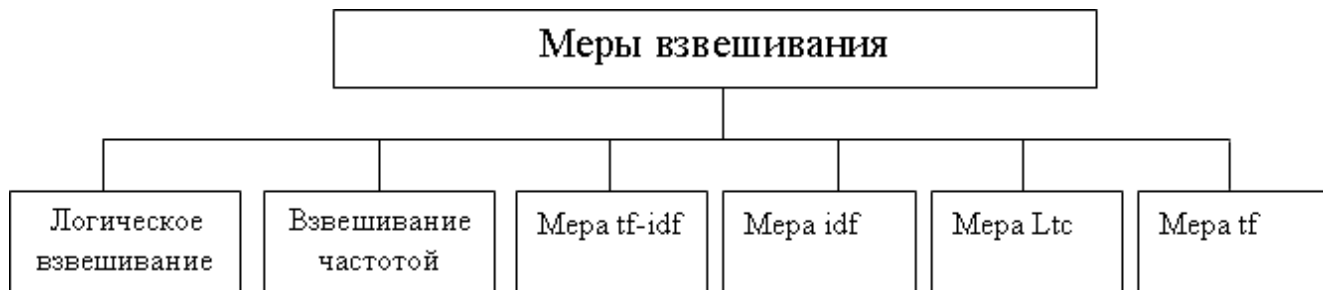 Меры взвешивания
Логическое
взвешивание
Взвешивание
частотой
Мера tf-idf
Мера idf
Мера Ltc
Мера tf